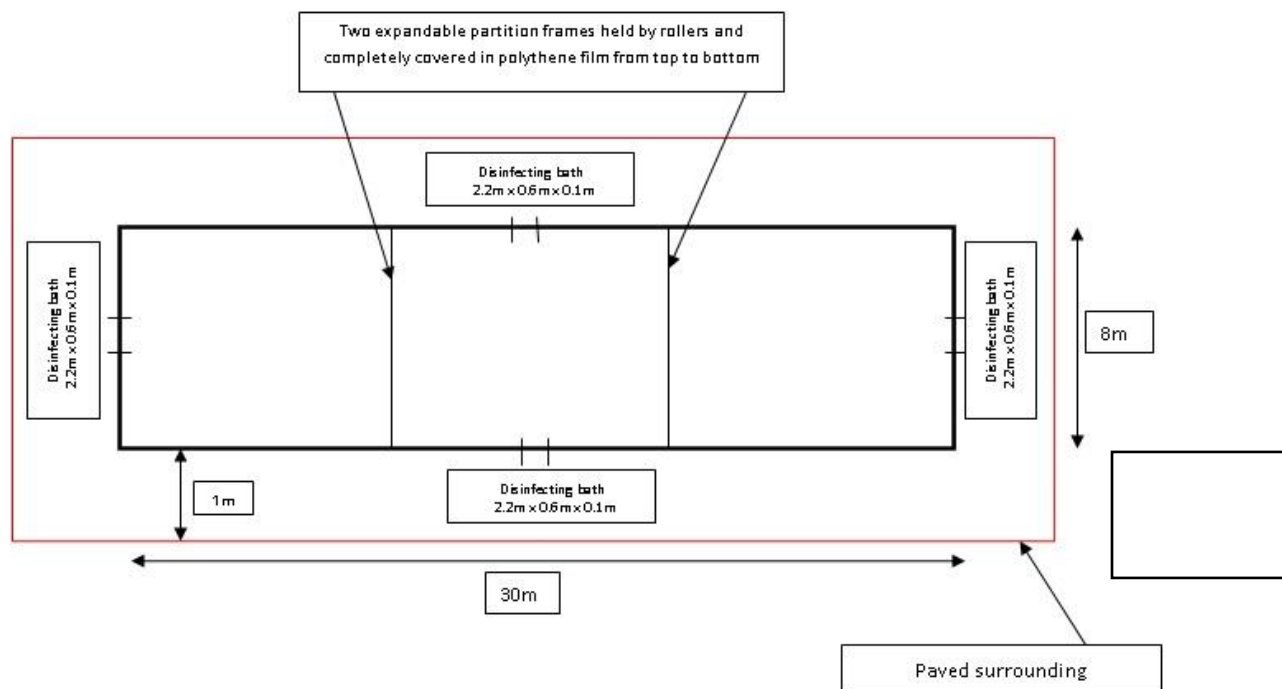 Two expandable partition frames held by rollers and
completely covered in polythene film from top to bottom
Disinfecting bath
2.2m x 0.6m x 0.1m
Disinfecting bath
2.2m x 0.6m x 0.1m
Disinfecting bath
2.2m x 0.6m x 0.1m
8m
Disinfecting bath
2.2m x 0.6m x 0.1m
1m
30m
Paved surrounding